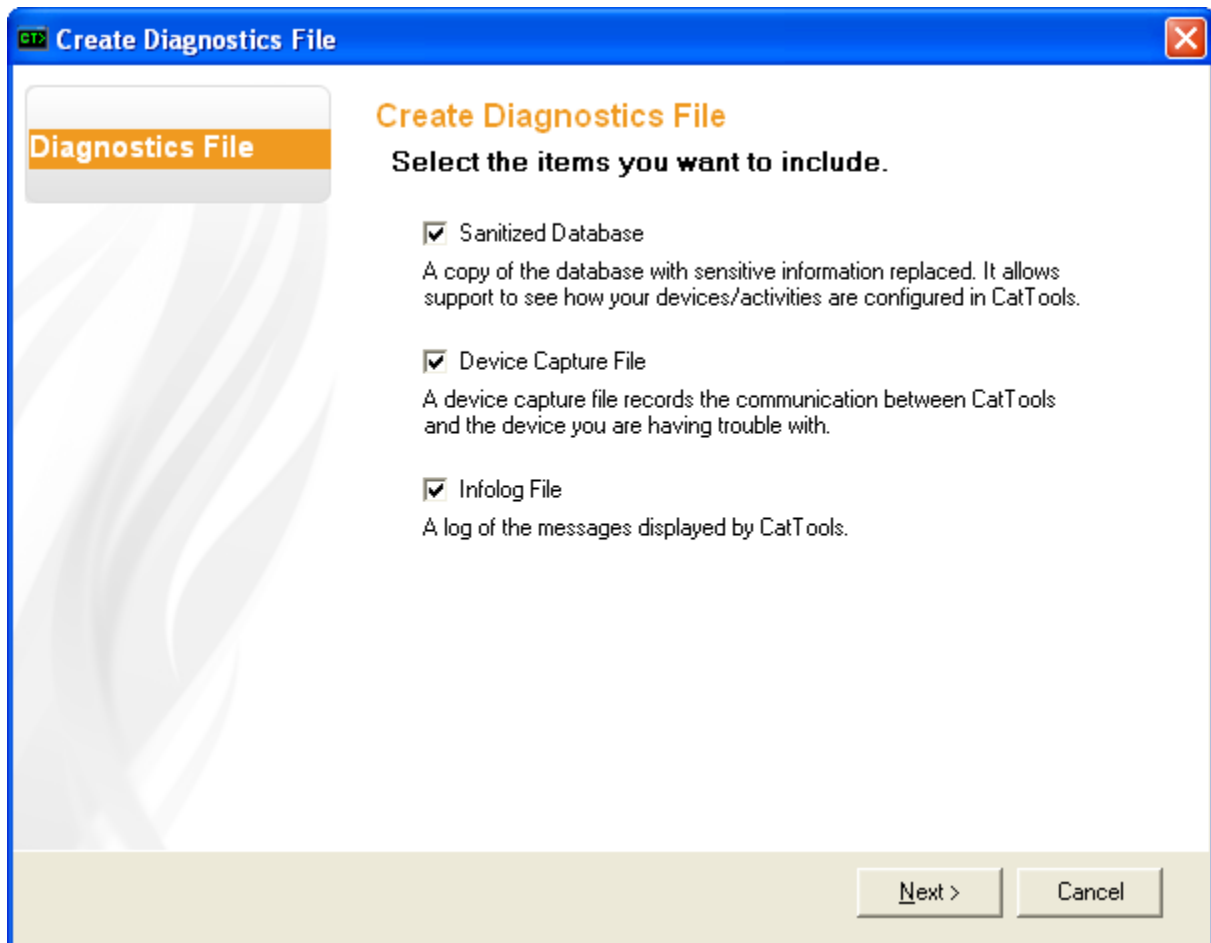 CT> Create Diagnostics File
Diagnostics File
Create Diagnostics File
Select the items you want to include.
Sanitized Database
A copy of the database with sensitive information replaced. It allows
support to see how your devices/activities are configured in CatTools.
Device Capture File
A device capture file records the communication between CatTools
and the device you are having trouble with.
Infolog File
A log of the messages displayed by CatTools.
Next >
Cancel